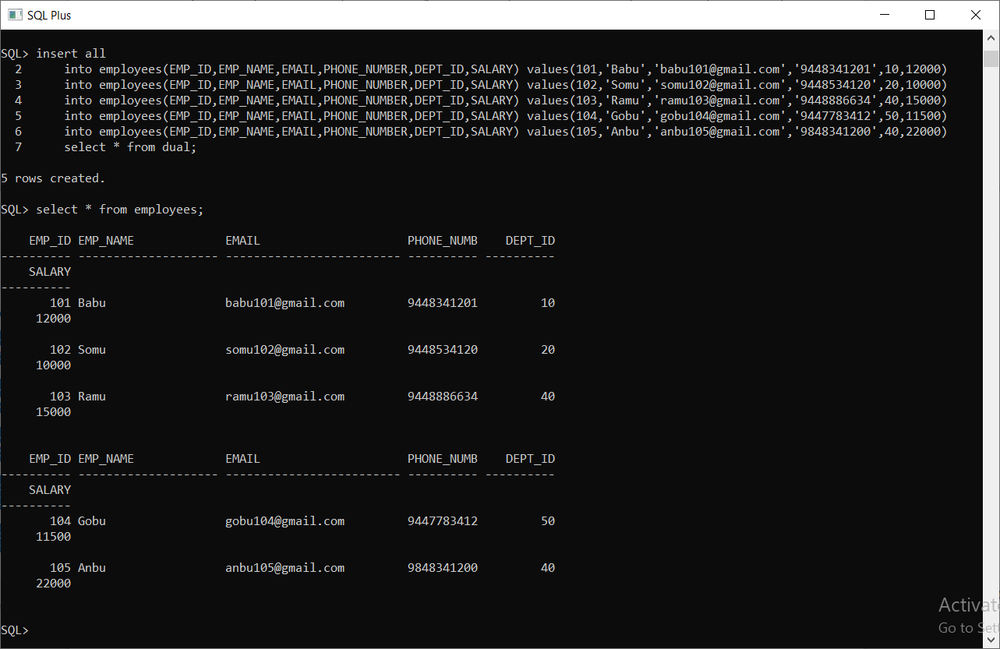 SQL Plus
SQL> insert all
  2      into employees(EMP_ID,EMP_NAME,EMAIL,PHONE_NUMBER,DEPT_ID,SALARY) values(101,'Babu','babu101@gmail.com','9448341201',10,12000)
  3      into employees(EMP_ID,EMP_NAME,EMAIL,PHONE_NUMBER,DEPT_ID,SALARY) values(102,'Somu','somu102@gmail.com','9448534120',20,10000)
  4      into employees(EMP_ID,EMP_NAME,EMAIL,PHONE_NUMBER,DEPT_ID,SALARY) values(103,'Ramu','ramu103@gmail.com','9448886634',40,15000)
  5      into employees(EMP_ID,EMP_NAME,EMAIL,PHONE_NUMBER,DEPT_ID,SALARY) values(104,'Gobu','gobu104@gmail.com','9447783412',50,11500)
  6      into employees(EMP_ID,EMP_NAME,EMAIL,PHONE_NUMBER,DEPT_ID,SALARY) values(105,'Anbu','anbu105@gmail.com','9848341200',40,22000)
  7      select * from dual;
5 rows created.
SQL> select * from employees;
    EMP_ID EMP_NAME             EMAIL                     PHONE_NUMB    DEPT_ID
---------- -------------------- ------------------------- ---------- ----------
    SALARY
----------
       101 Babu                 babu101@gmail.com         9448341201         10
     12000
       102 Somu                 somu102@gmail.com         9448534120         20
     10000
       103 Ramu                 ramu103@gmail.com         9448886634         40
     15000
    EMP_ID EMP_NAME             EMAIL                     PHONE_NUMB    DEPT_ID
---------- -------------------- ------------------------- ---------- ----------
    SALARY
----------
       104 Gobu                 gobu104@gmail.com         9447783412         50
     11500
       105 Anbu                 anbu105@gmail.com         9848341200         40
     22000
SQL>
Activate
Go to Sett